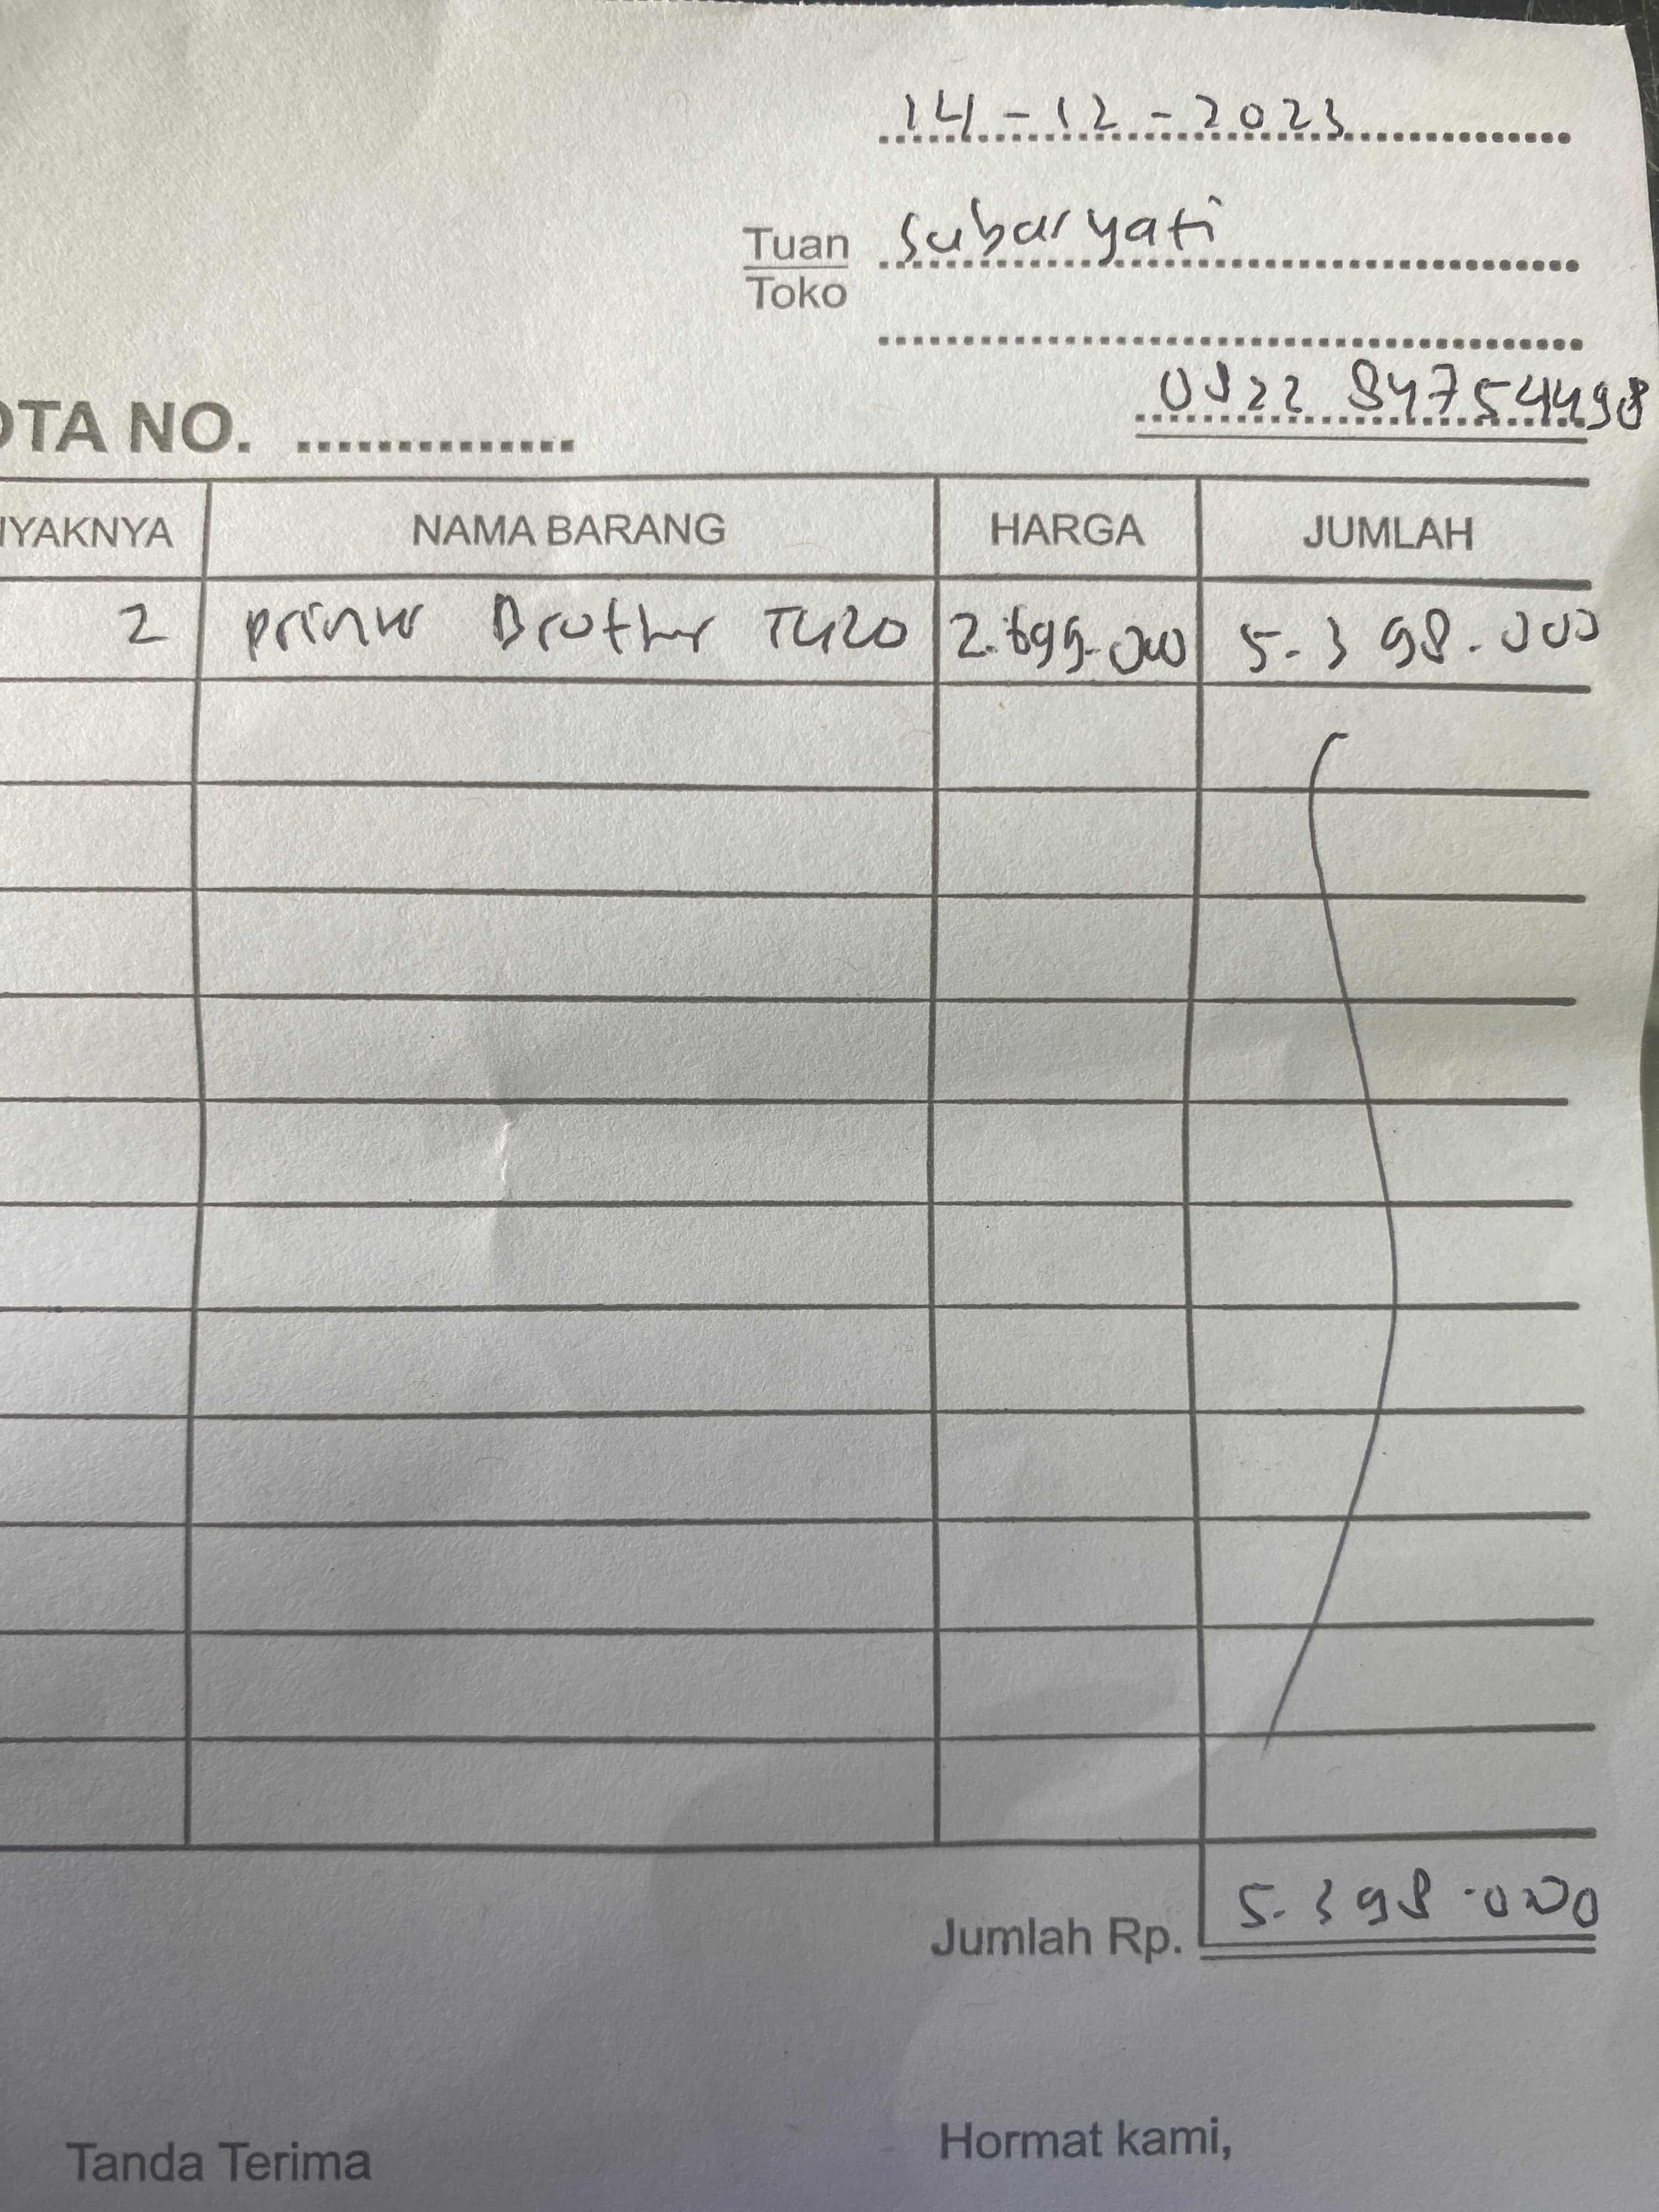 14-12-2023
Tuan Subaryati
Toko
0822 84754498
OTA NO. ...............
NYAKNYA NAMA BARANG HARGA JUMLAH
2 printer Brother T420 2.699.000 5.398.000
Jumlah Rp. 5.398.000
Tanda Terima Hormat kami,